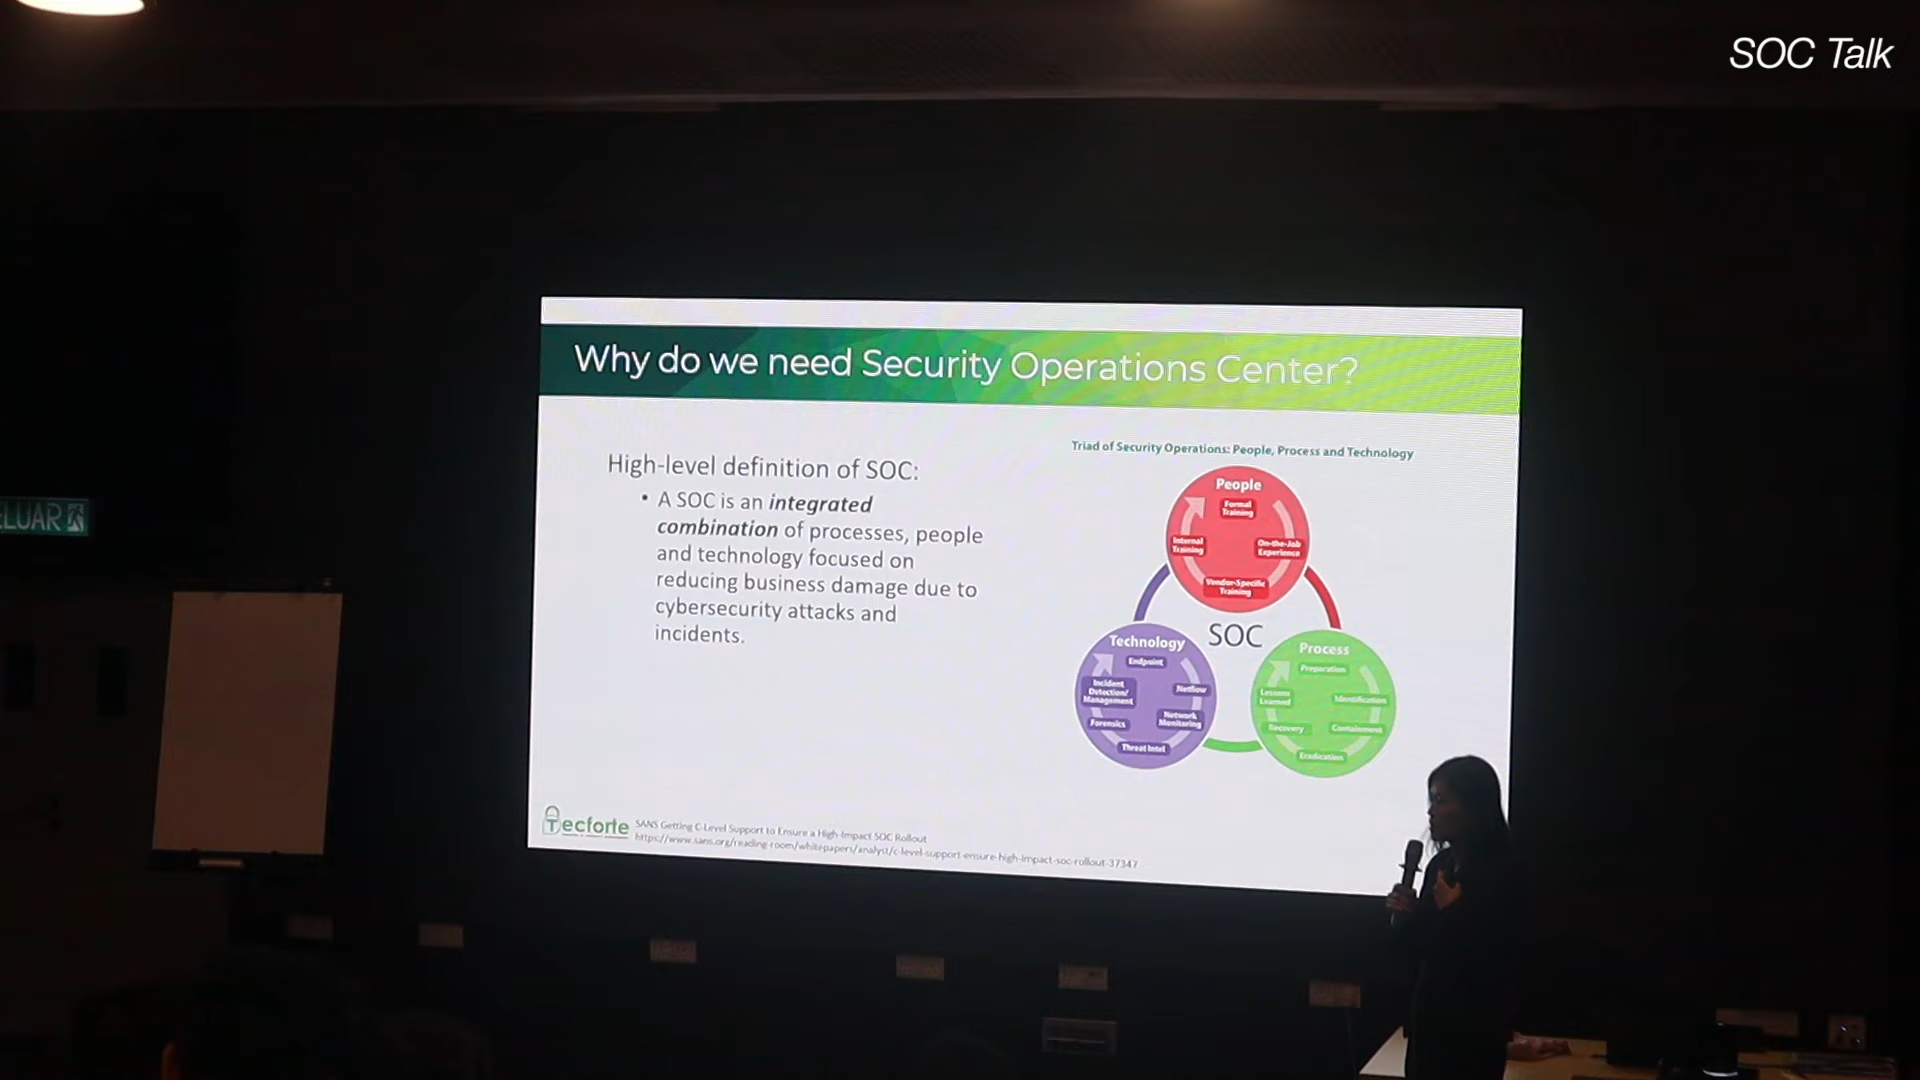 SOC Talk
Why do we need Security Operations Center?
High-level definition of SOC:
• A SOC is an integrated
combination of processes, people
and technology focused on
reducing business damage due to
cybersecurity attacks and
incidents.
Triad of Security Operations: People, Process and Technology
People
Formal
Training
Internal
Training
On-the-Job
Experience
Vendor-Specific
Training
SOC
Technology
Endpoint
Incident
Detection/
Management
Netflow
Forensics
Network
Monitoring
Threat Intel
Process
Preparation
Lessons
Learned
Identification
Recovery
Containment
Eradication
ELUAR
Tecforte
SANS Getting C-Level Support to Ensure a High-Impact SOC Rollout
https://www.sans.org/reading-room/whitepapers/analyst/c-level-support-ensure-high-impact-soc-rollout-37347